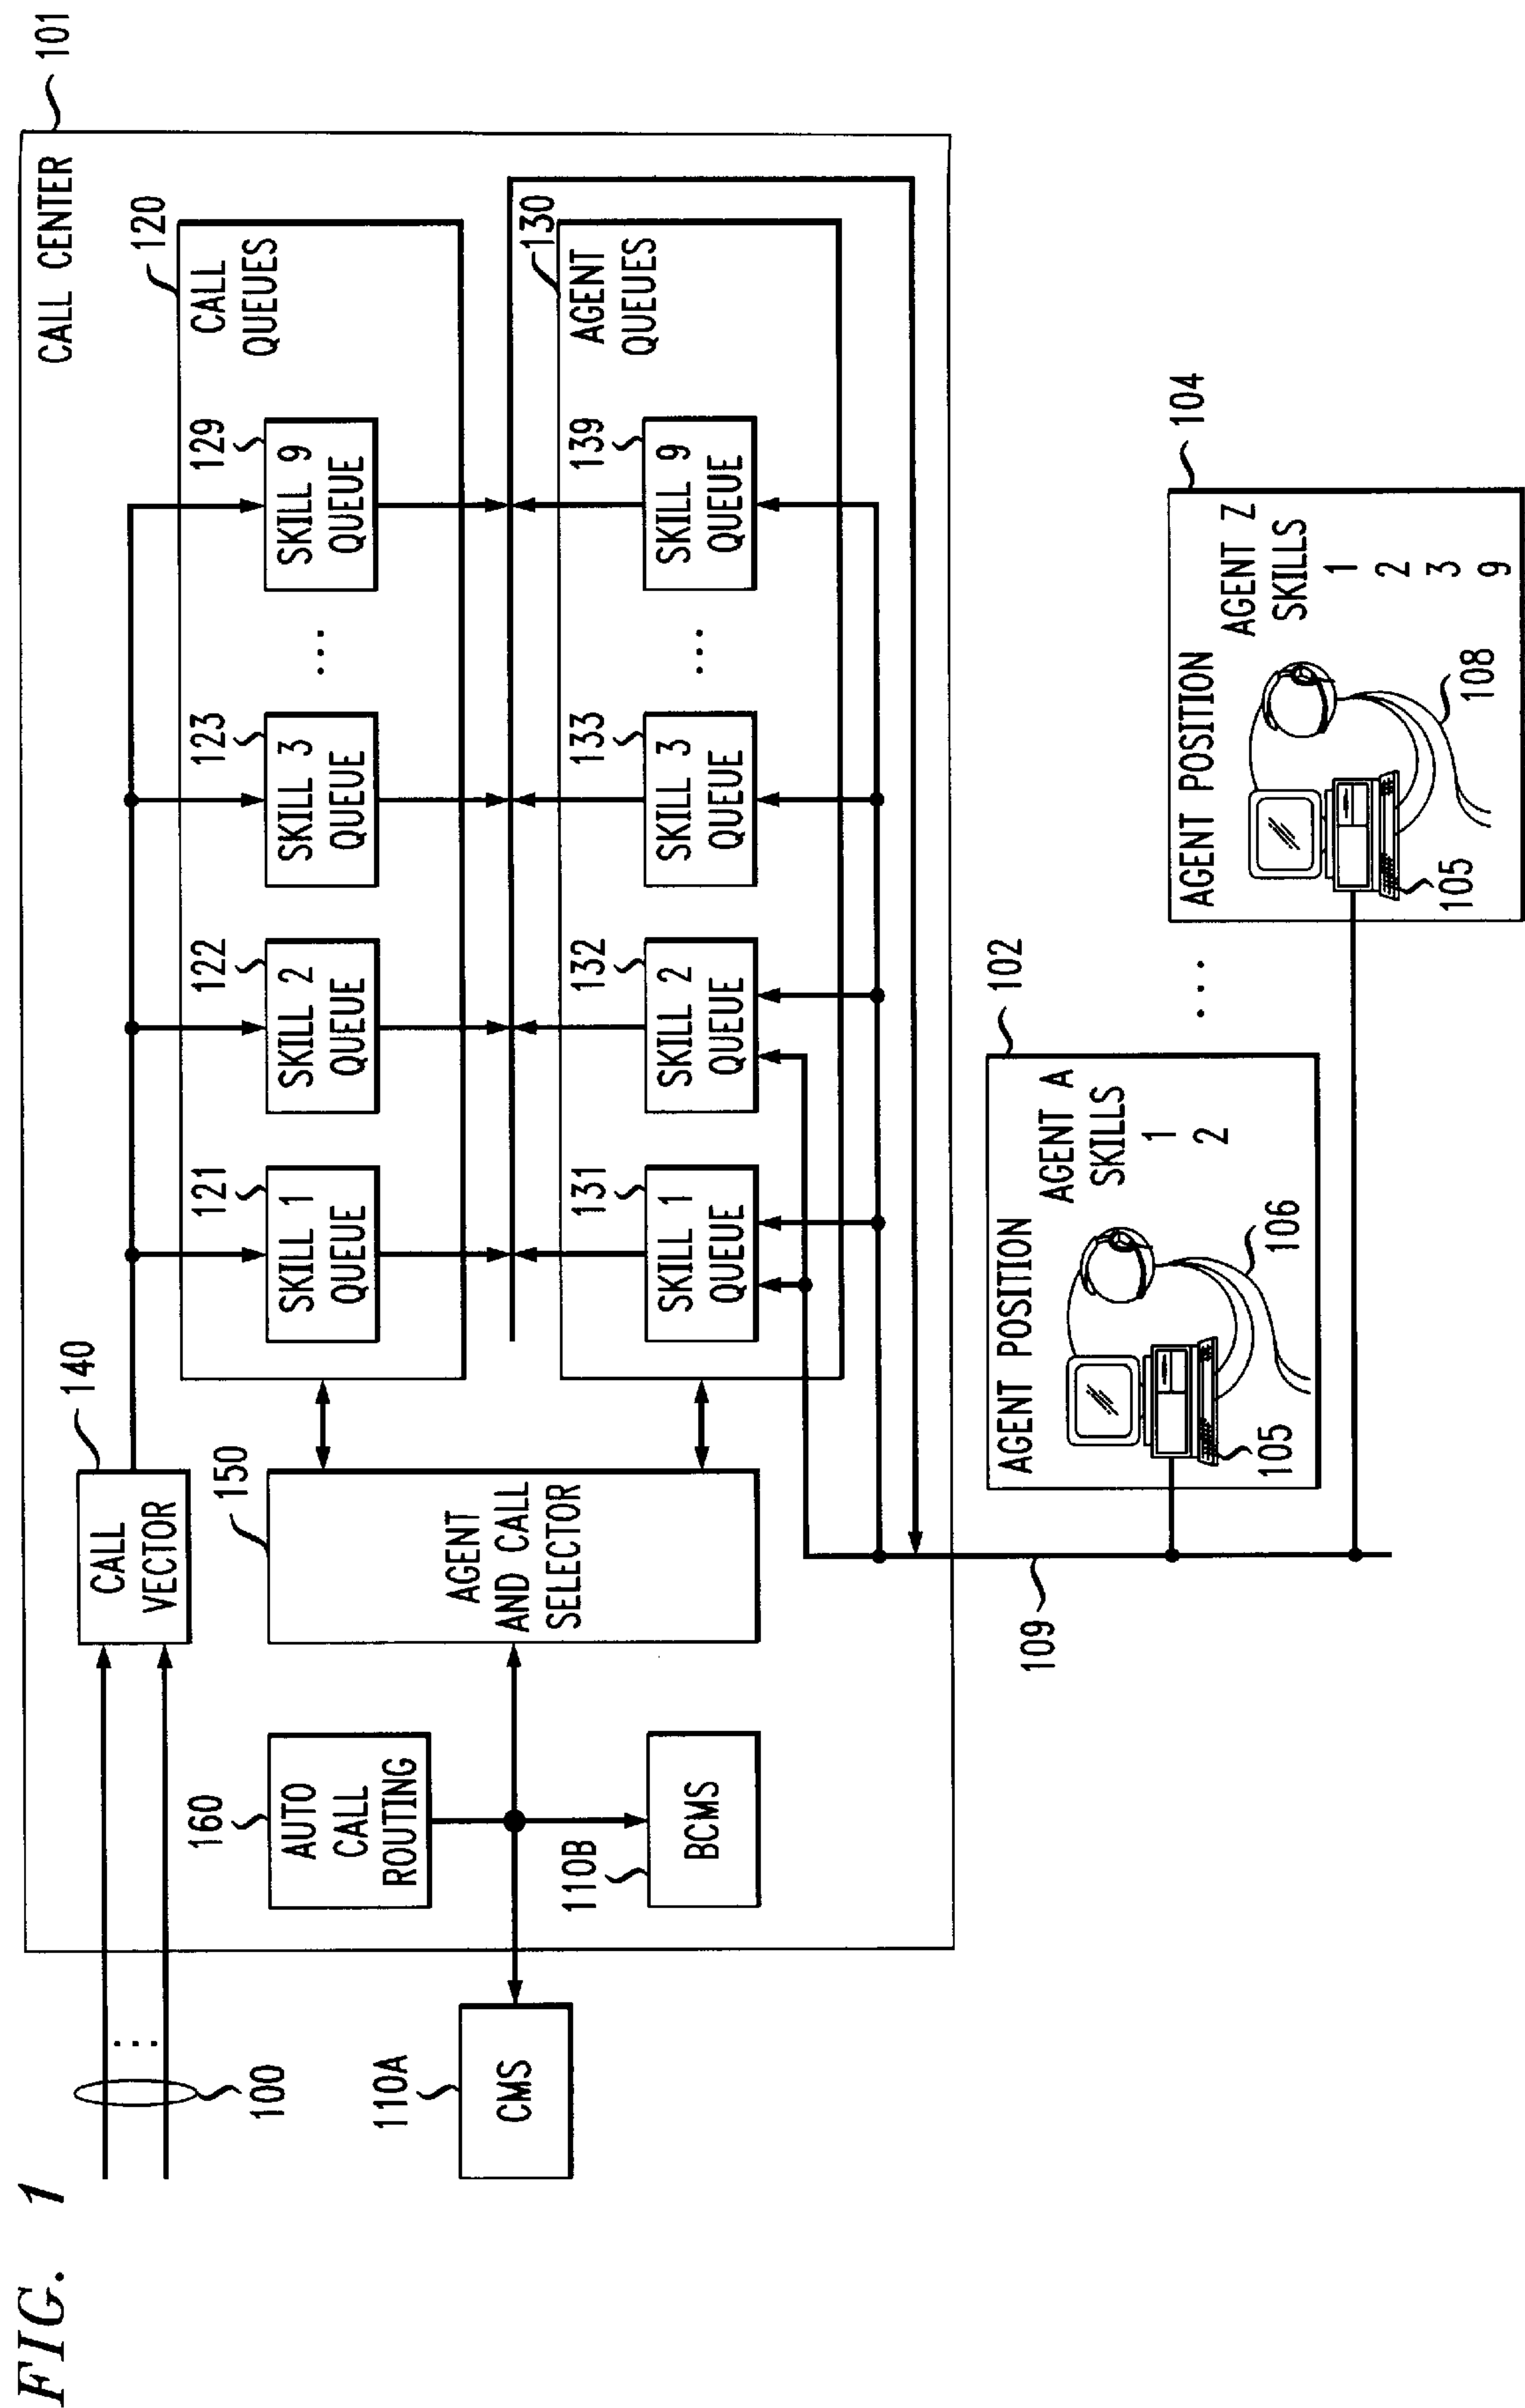 FIG. 1
CALL CENTER
101
100
140
CALL
VECTOR
120
CALL
QUEUES
121
SKILL 1
QUEUE
122
SKILL 2
QUEUE
123
SKILL 3
QUEUE
...
129
SKILL 9
QUEUE
160
AUTO
CALL
ROUTING
150
AGENT
AND CALL
SELECTOR
110A
CMS
110B
BCMS
130
AGENT
QUEUES
131
SKILL 1
QUEUE
132
SKILL 2
QUEUE
133
SKILL 3
QUEUE
...
139
SKILL 9
QUEUE
109
102
AGENT POSITION
AGENT A
SKILLS
1
2
105
106
...
104
AGENT POSITION
AGENT Z
SKILLS
1
2
3
9
105
108